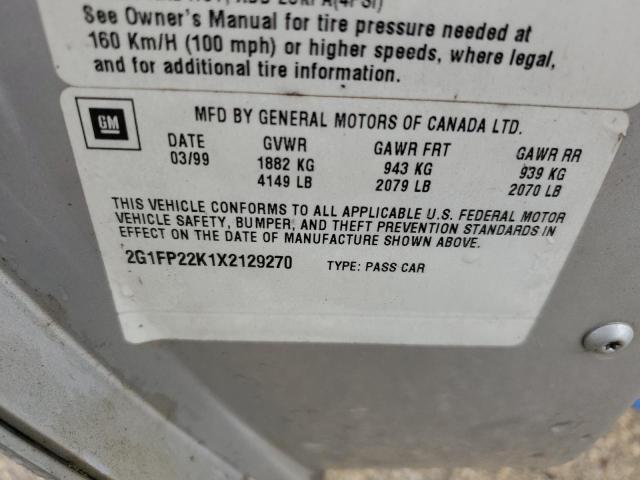 See Owner's Manual for tire pressure needed at
160 Km/H (100 mph) or higher speeds, where legal,
and for additional tire information.
GM
MFD BY GENERAL MOTORS OF CANADA LTD.
DATE GVWR GAWR FRT GAWR RR
03/99 1882 KG 943 KG 939 KG
4149 LB 2079 LB 2070 LB
THIS VEHICLE CONFORMS TO ALL APPLICABLE U.S. FEDERAL MOTOR
VEHICLE SAFETY, BUMPER, AND THEFT PREVENTION STANDARDS IN
EFFECT ON THE DATE OF MANUFACTURE SHOWN ABOVE.
2G1FP22K1X2129270 TYPE: PASS CAR